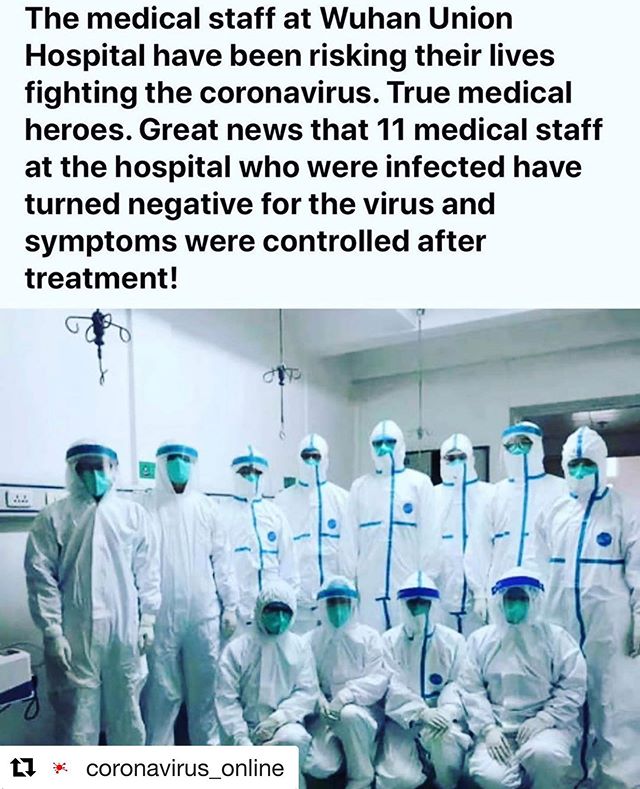 The medical staff at Wuhan Union
Hospital have been risking their lives
fighting the coronavirus. True medical
heroes. Great news that 11 medical staff
at the hospital who were infected have
turned negative for the virus and
symptoms were controlled after
treatment!
coronavirus_online